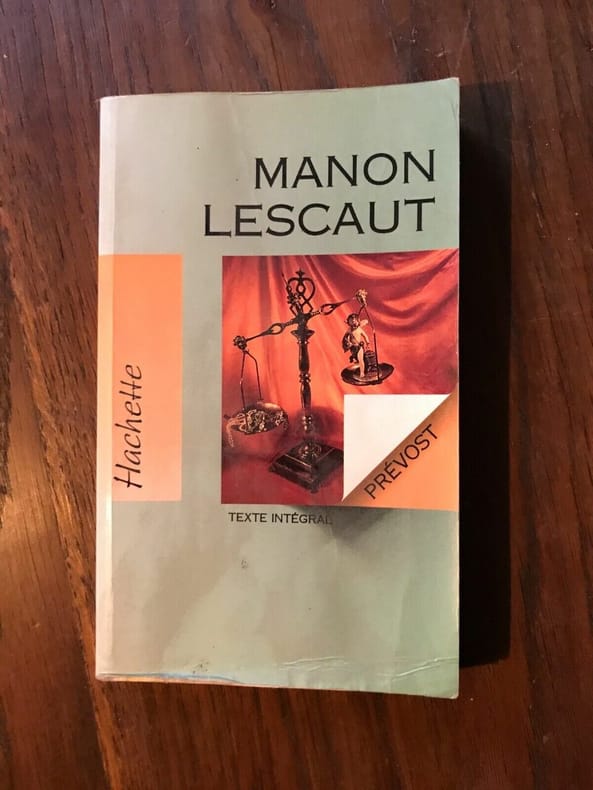 MANON
LESCAUT
Hachette
PRÉVOST
TEXTE INTÉGRAL